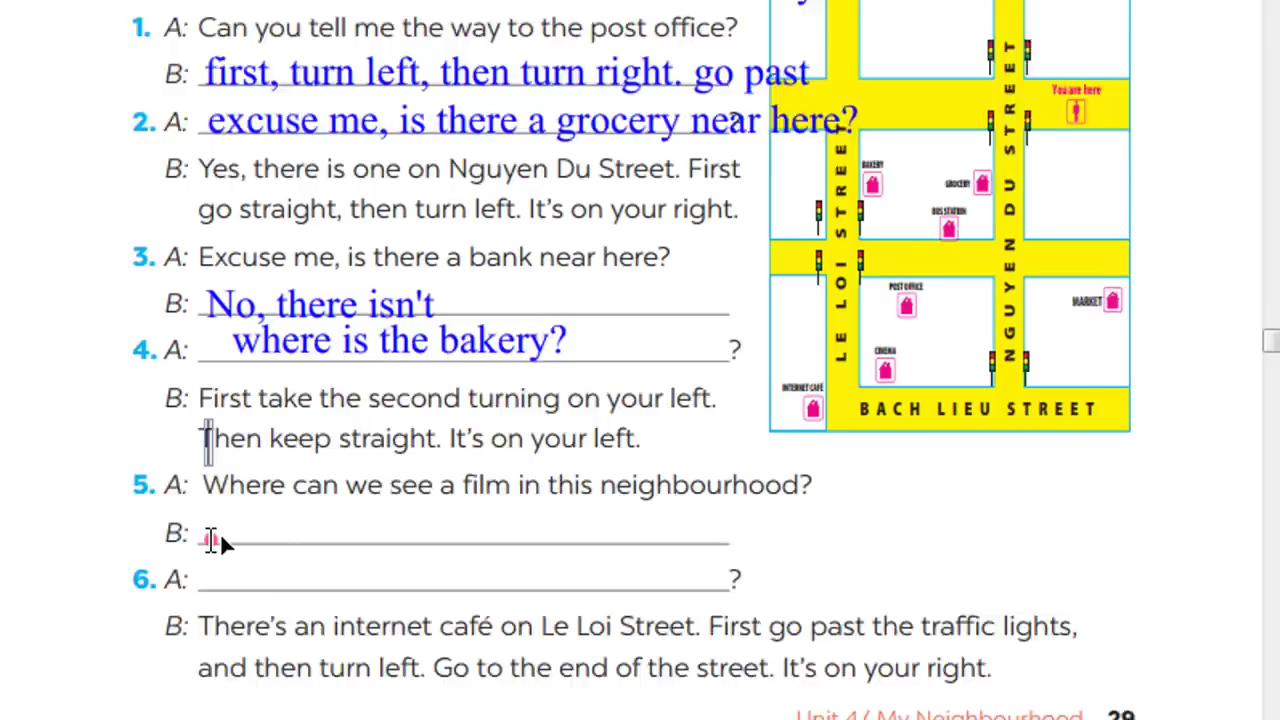 1. A: Can you tell me the way to the post office?
B: first, turn left, then turn right. go past
2. A: excuse me, is there a grocery near here?
?
B: Yes, there is one on Nguyen Du Street. First
go straight, then turn left. It's on your right.
3. A: Excuse me, is there a bank near here?
B: No, there isn't
4. A: where is the bakery?
?
B: First take the second turning on your left.
Then keep straight. It's on your left.
5. A: Where can we see a film in this neighbourhood?
B:
6. A: ?
B: There's an internet café on Le Loi Street. First go past the traffic lights,
and then turn left. Go to the end of the street. It's on your right.
You are here
LE LOI STREET
NGUYEN DU STREET
BAKERY
GROCERY
BUS STATION
POST OFFICE
MARKET
CINEMA
INTERNET CAFÉ
BACH LIEU STREET
Unit 4/ My Neighbourhood 29